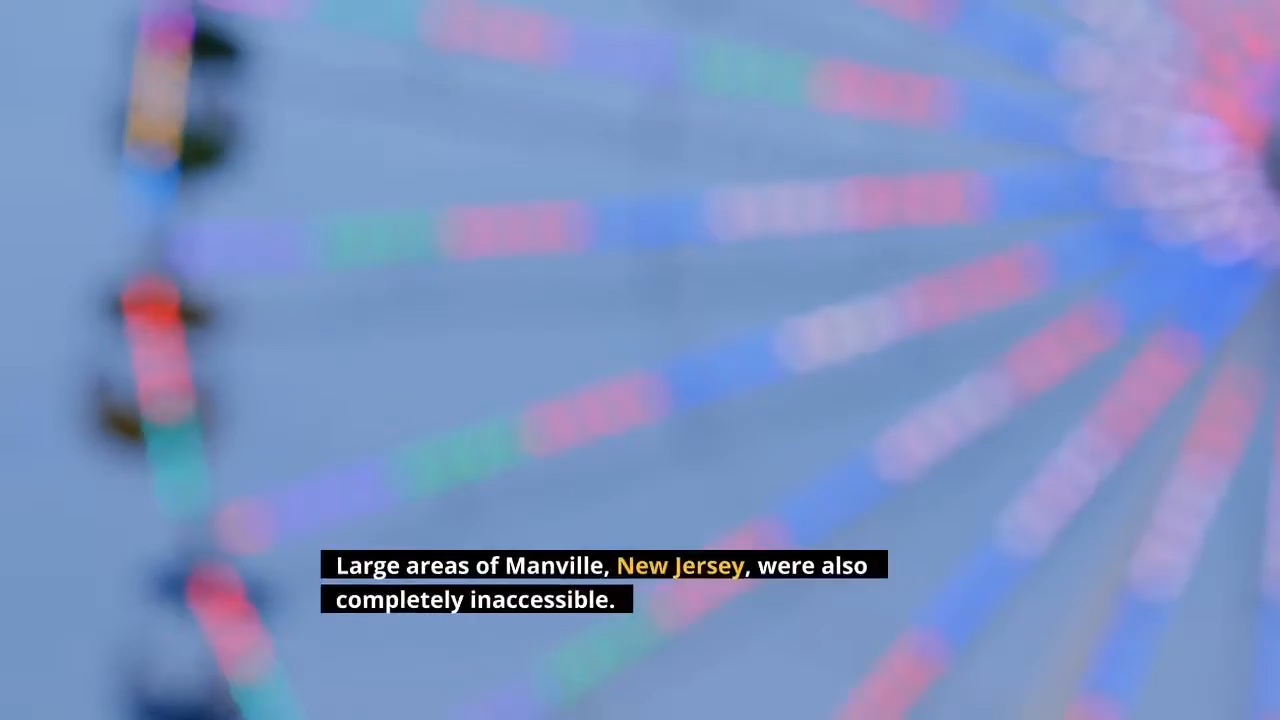 Large areas of Manville, New Jersey, were also
completely inaccessible.